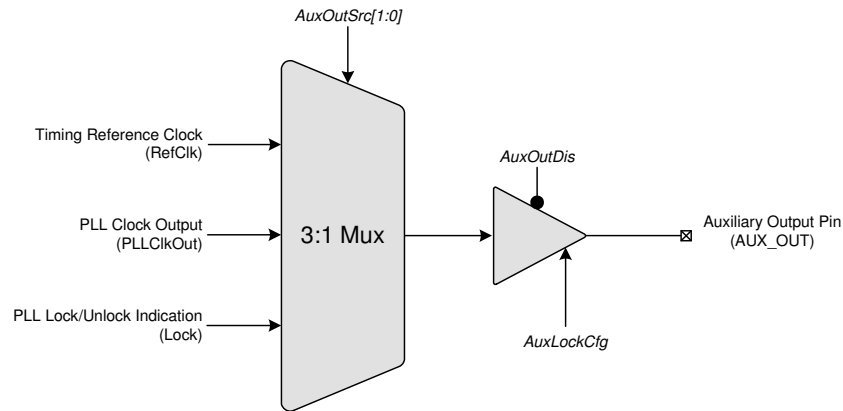 AuxOutSrc[1:0]
Timing Reference Clock
(RefClk)
PLL Clock Output
(PLLClkOut)
PLL Lock/Unlock Indication
(Lock)
3:1 Mux
AuxOutDis
AuxLockCfg
Auxiliary Output Pin
(AUX_OUT)